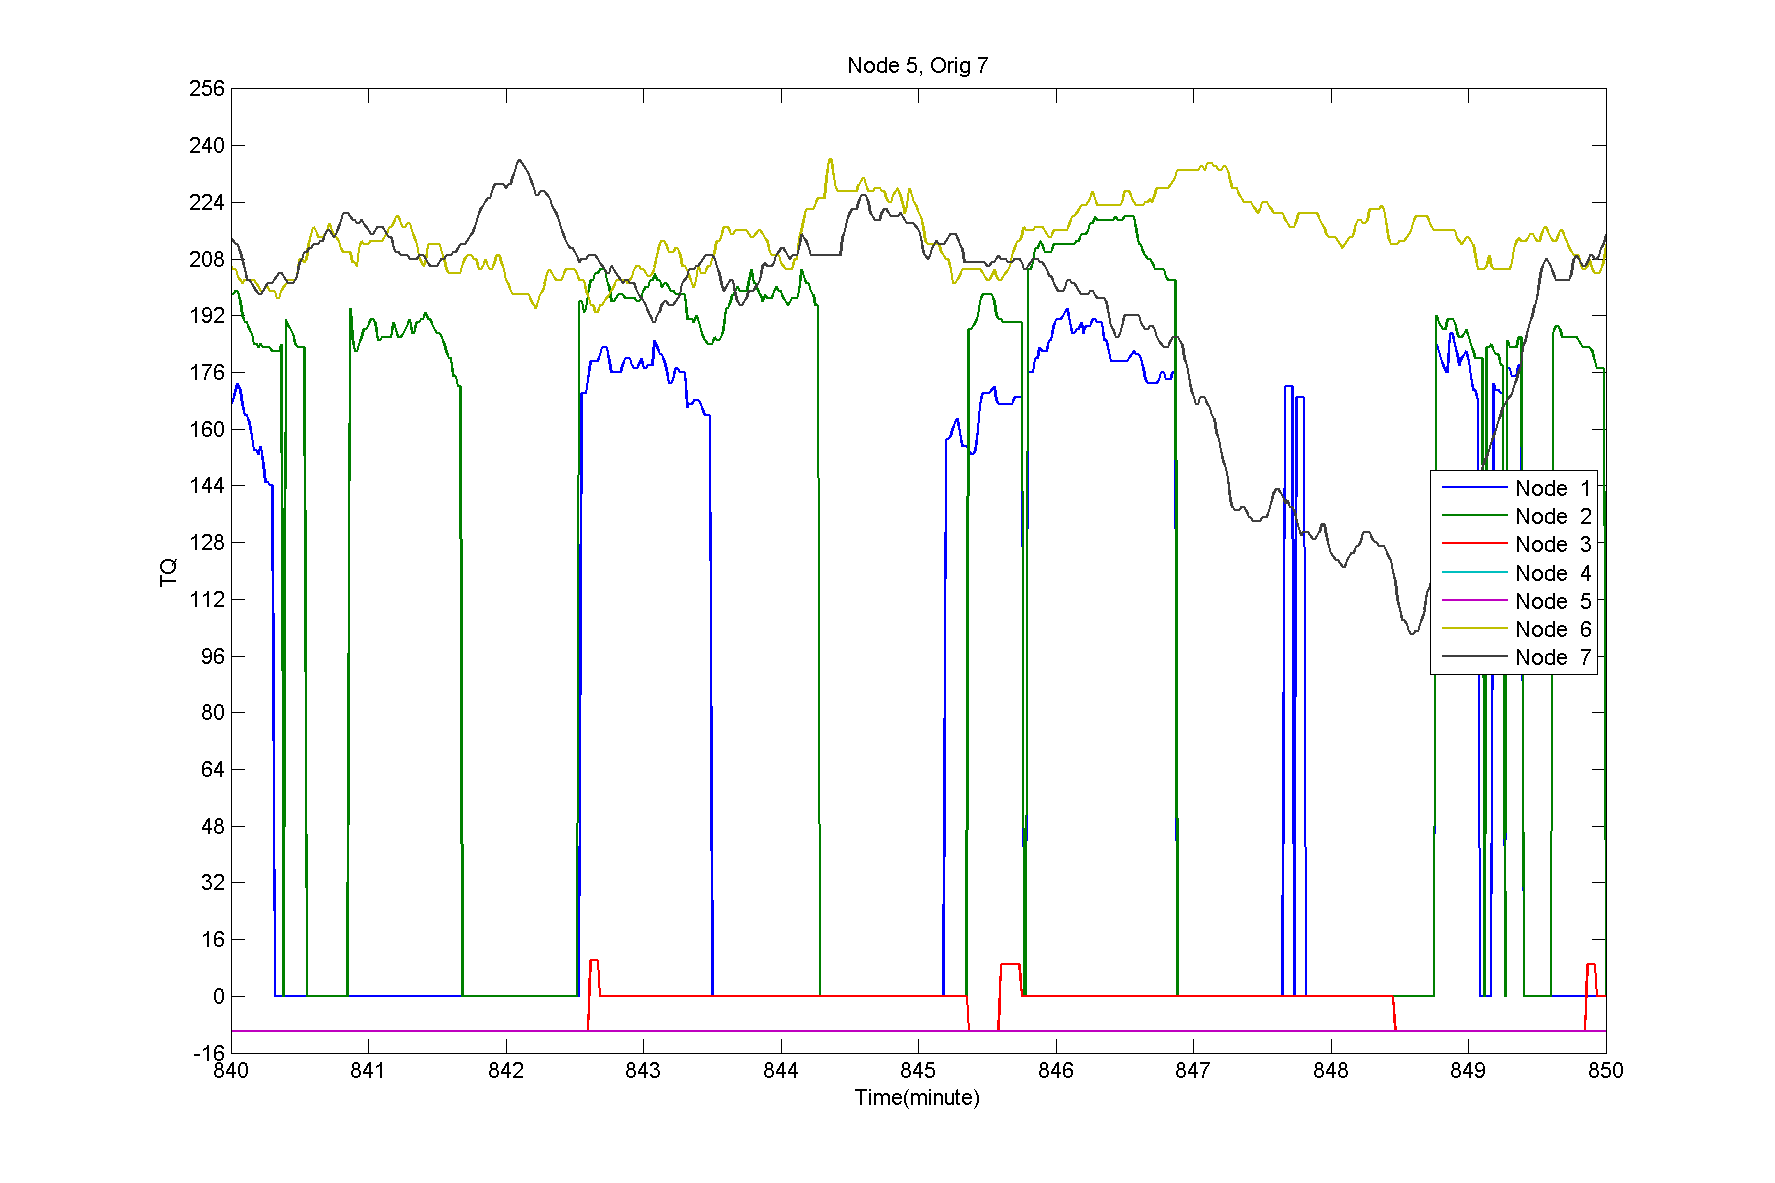 Node 5, Orig 7
256
240
224
208
192
176
160
144
128
112
96
80
64
48
32
16
0
-16
TQ
840 841 842 843 844 845 846 847 848 849 850
Time(minute)
Node 1
Node 2
Node 3
Node 4
Node 5
Node 6
Node 7